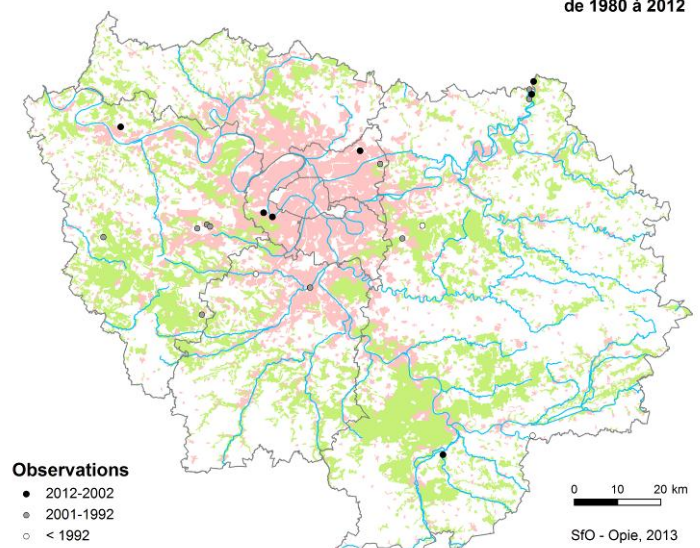 de 1980 à 2012
Observations
2012-2002
2001-1992
< 1992
0 10 20 km
SfO - Opie, 2013